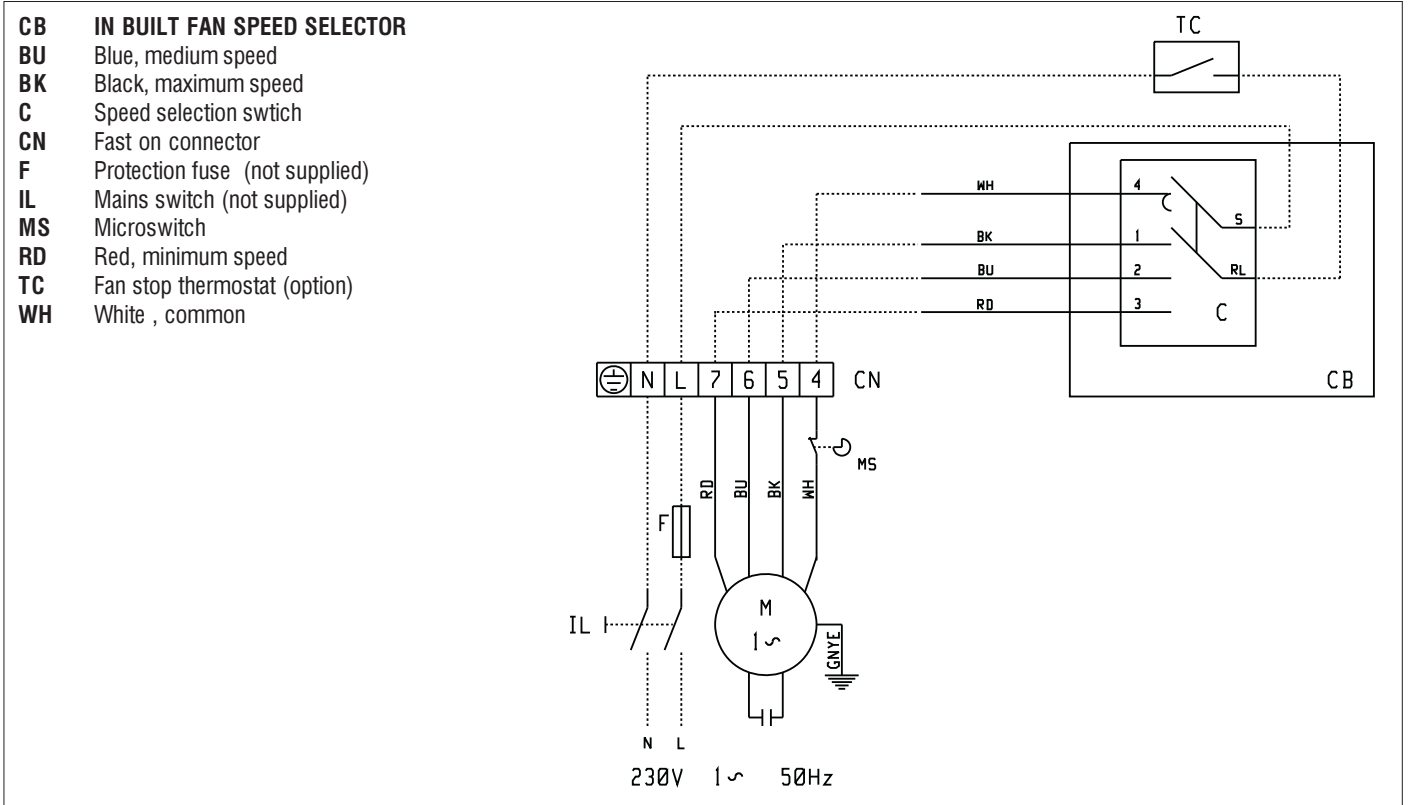 CB IN BUILT FAN SPEED SELECTOR
BU Blue, medium speed
BK Black, maximum speed
C Speed selection swtich
CN Fast on connector
F Protection fuse (not supplied)
IL Mains switch (not supplied)
MS Microswitch
RD Red, minimum speed
TC Fan stop thermostat (option)
WH White , common
TC
WH 4
S
BK 1
BU 2 RL
RD 3 C
CB
N L 7 6 5 4 CN
MS
RD BU BK WH
F
M
1~
IL
GNYE
N L
230V 1~ 50Hz